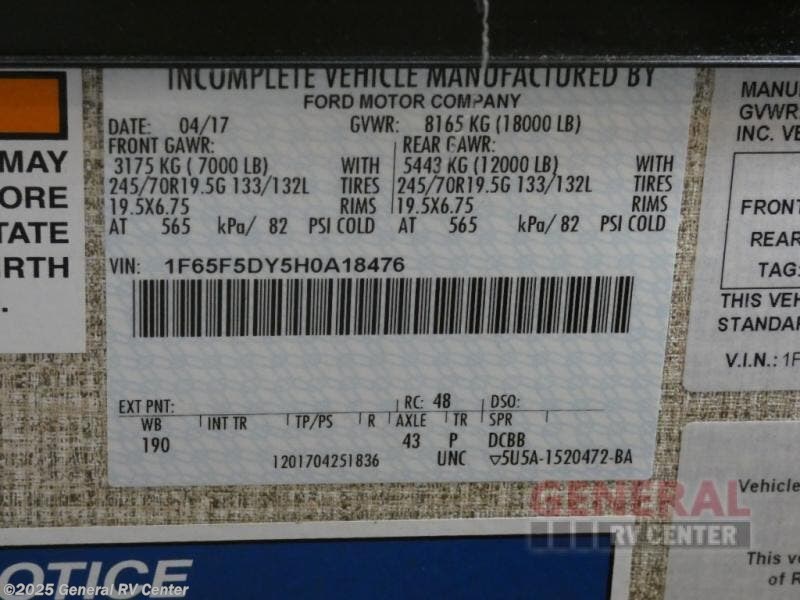 INCOMPLETE VEHICLE MANUFACTURED BY
FORD MOTOR COMPANY
DATE: 04/17 GVWR: 8165 KG (18000 LB)
FRONT GAWR: REAR GAWR:
3175 KG ( 7000 LB) WITH 5443 KG (12000 LB) WITH
245/70R19.5G 133/132L TIRES 245/70R19.5G 133/132L TIRES
19.5X6.75 RIMS 19.5X6.75 RIMS
AT 565 kPa/ 82 PSI COLD AT 565 kPa/ 82 PSI COLD
VIN: 1F65F5DY5H0A18476
EXT PNT: RC: 48 DSO:
WB INT TR TP/PS R AXLE TR SPR
190 43 P DCBB
1201704251836 UNC ▽5U5A-1520472-BA
MAY
ORE
TATE
RTH
.
MANU
GVWR
INC. VE
FRONT
REAR
TAG:
THIS VEH
STANDAR
V.I.N.: 1F
Vehicle
This ve
of R
OTICE
GENERAL
RV CENTER
©2025 General RV Center